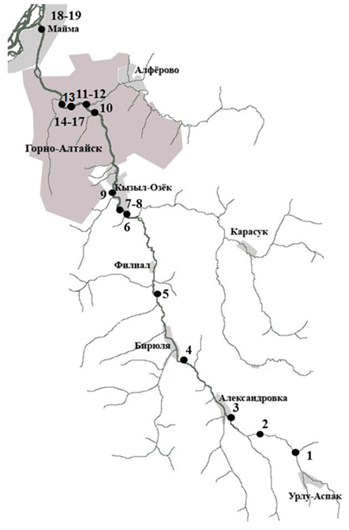 18-19
Майма
Алфёрово
13 11-12
10
14-17
Горно-Алтайск
Кызыл-Озёк
9
7-8
6
Карасук
Филиал
5
Бирюля
4
Александровка
3
2
1
Урлу-Аспак